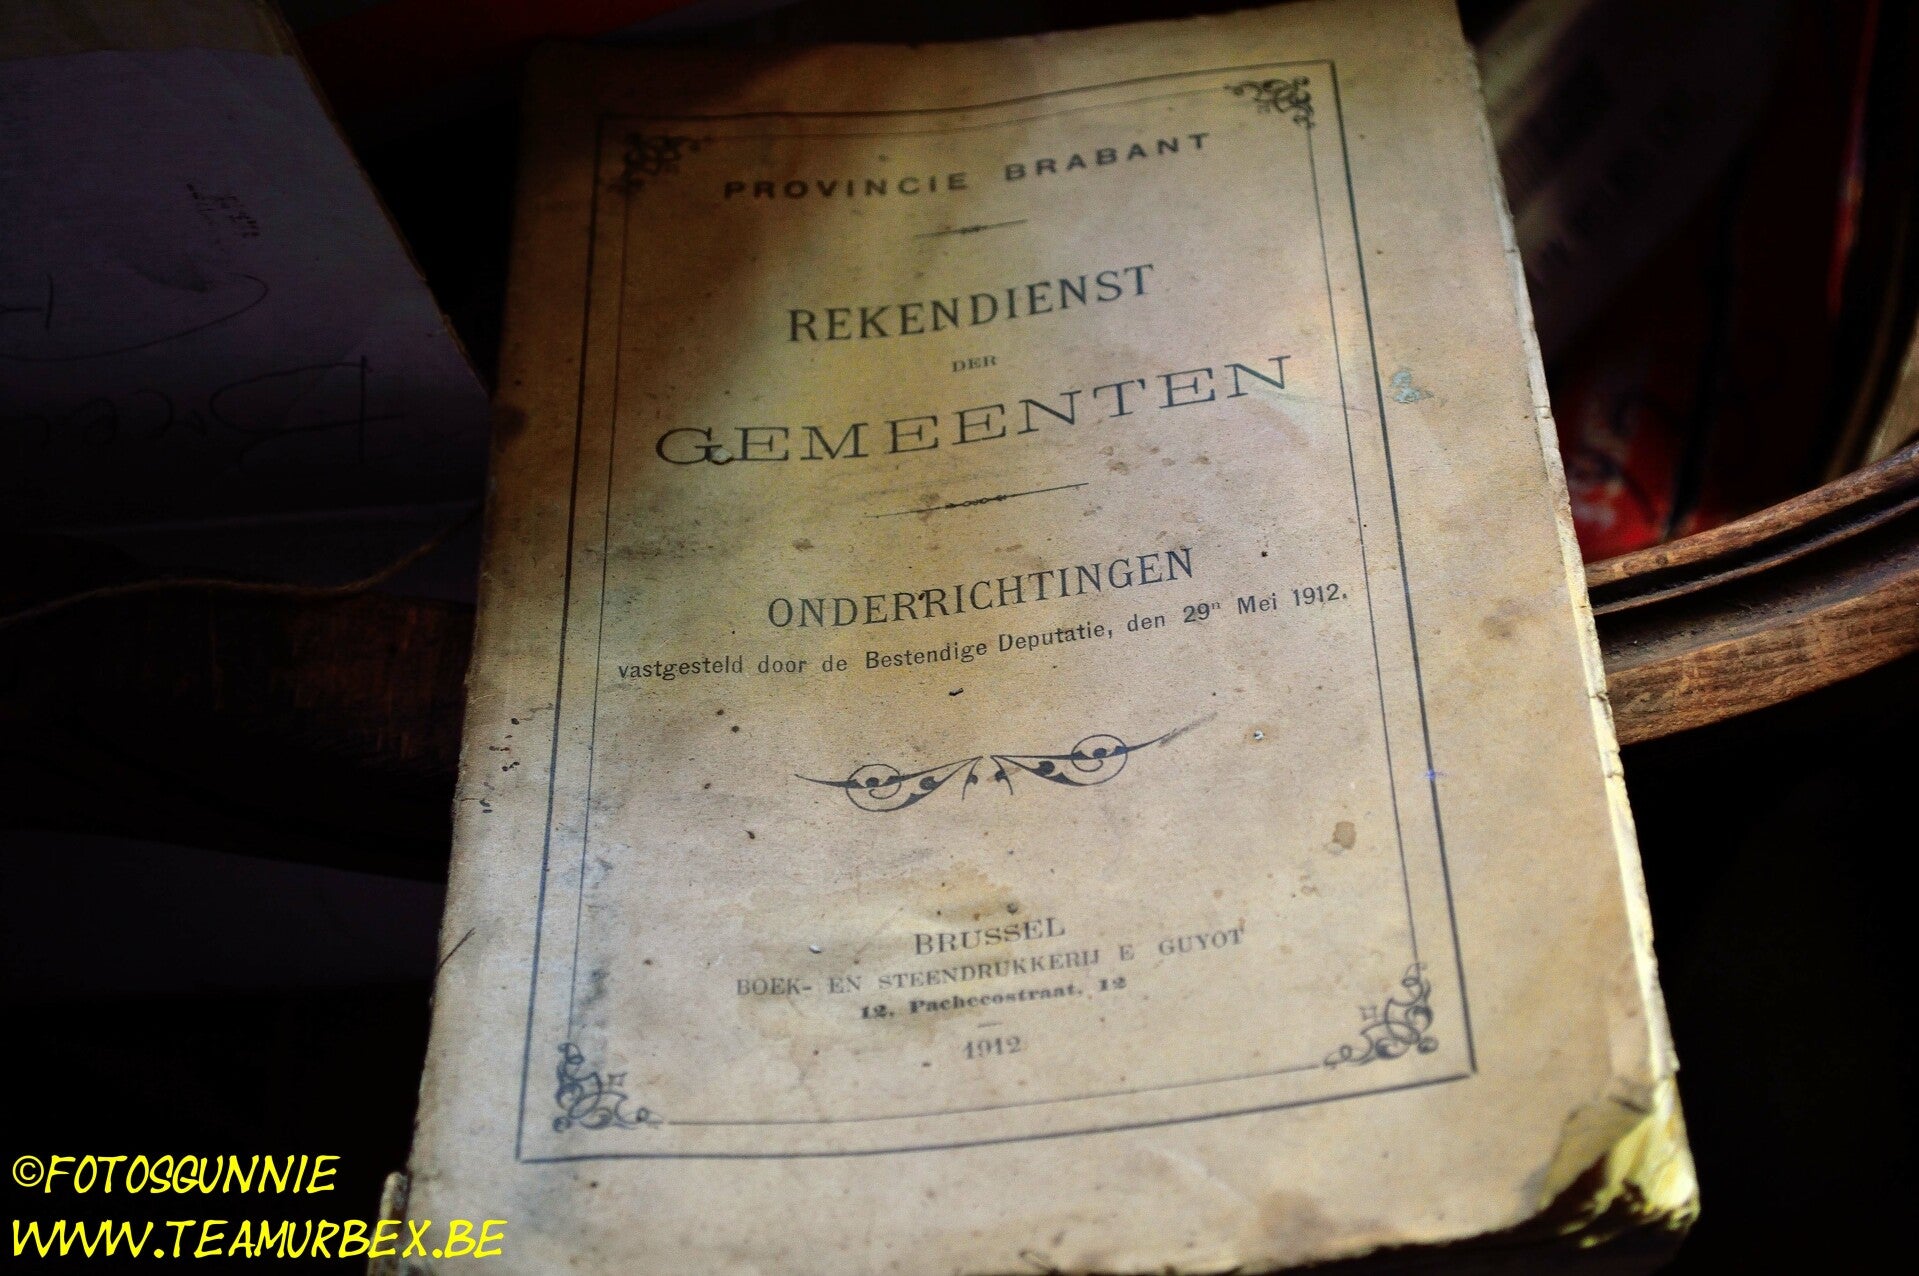 PROVINCIE BRABANT
REKENDIENST
DER
GEMEENTEN
ONDERRICHTINGEN
vastgesteld door de Bestendige Deputatie, den 29ⁿ Mei 1912.
BRUSSEL
BOEK- EN STEENDRUKKERIJ E GUYOT
12, Pachecostraat, 12
1912
©FOTOSGUNNIE
WWW.TEAMURBEX.BE